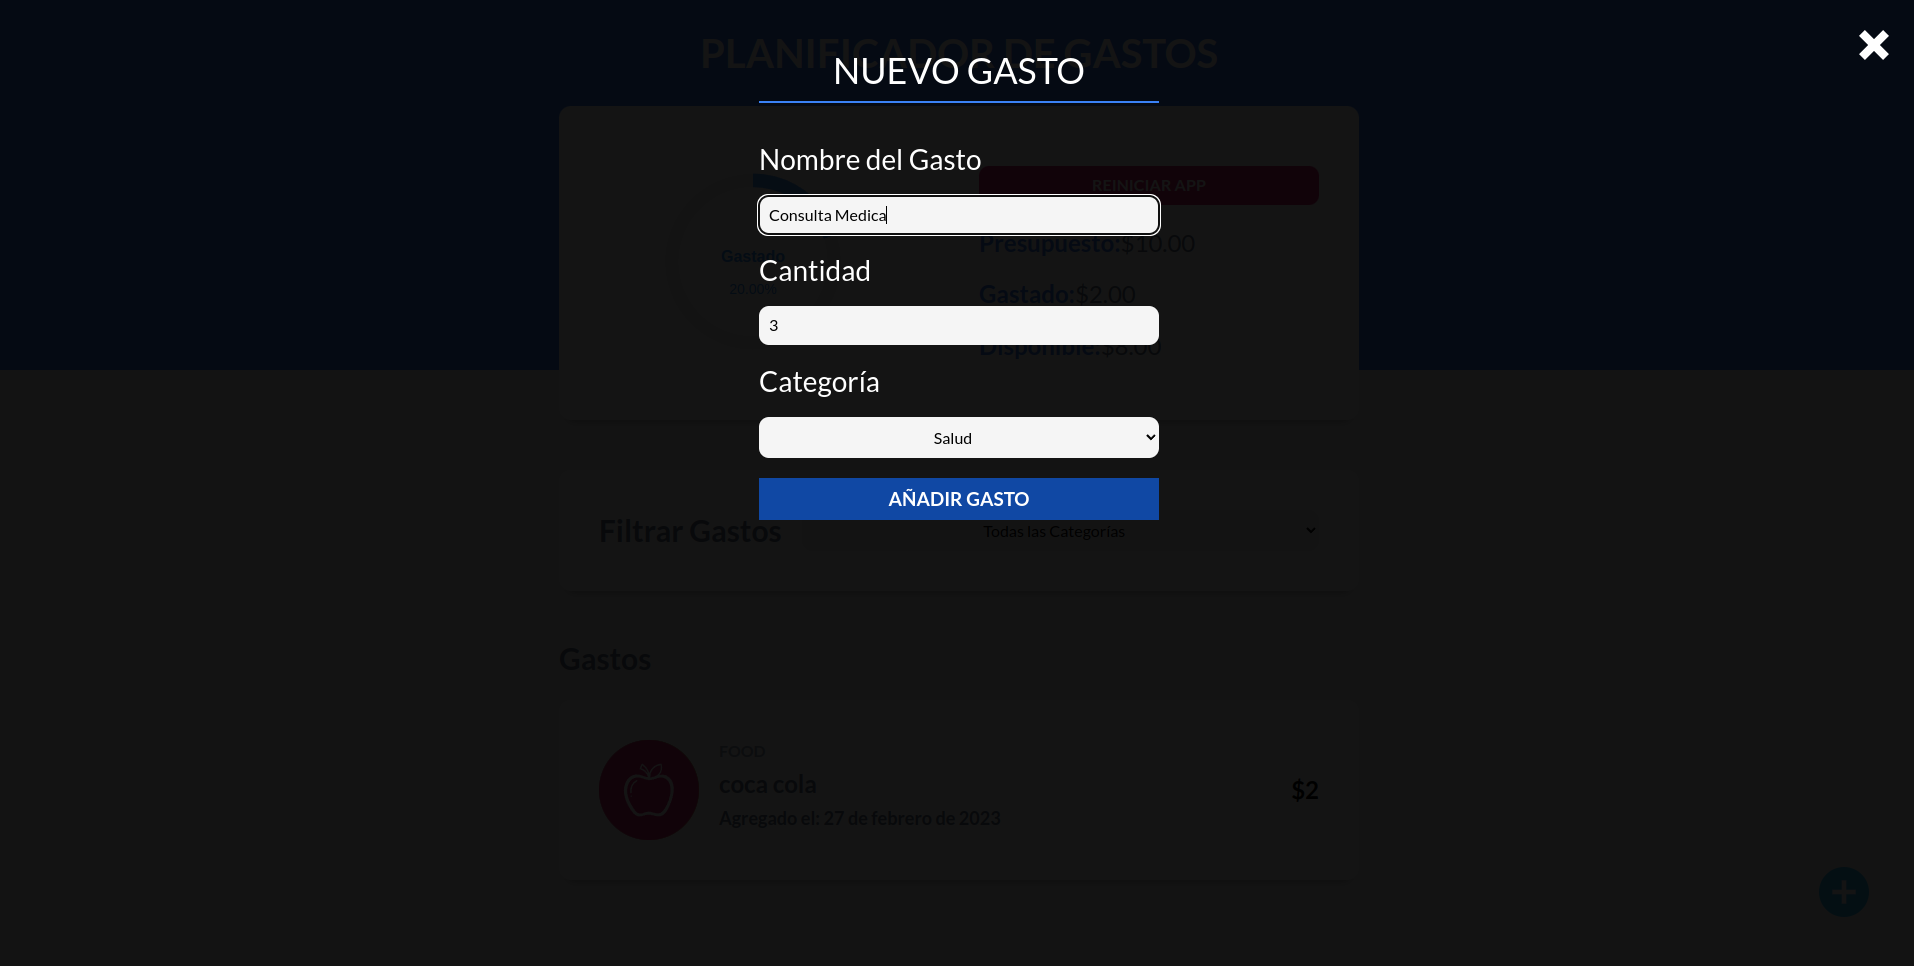 PLANIFICADOR DE GASTOS
NUEVO GASTO
Nombre del Gasto
Consulta Medica
Cantidad
3
Categoría
Salud
AÑADIR GASTO
REINICIAR APP
Gastado
20.00%
Presupuesto:$10.00
Gastado:$2.00
Disponible:$8.00
Filtrar Gastos
Todas las Categorías
Gastos
FOOD
coca cola
Agregado el: 27 de febrero de 2023
$2